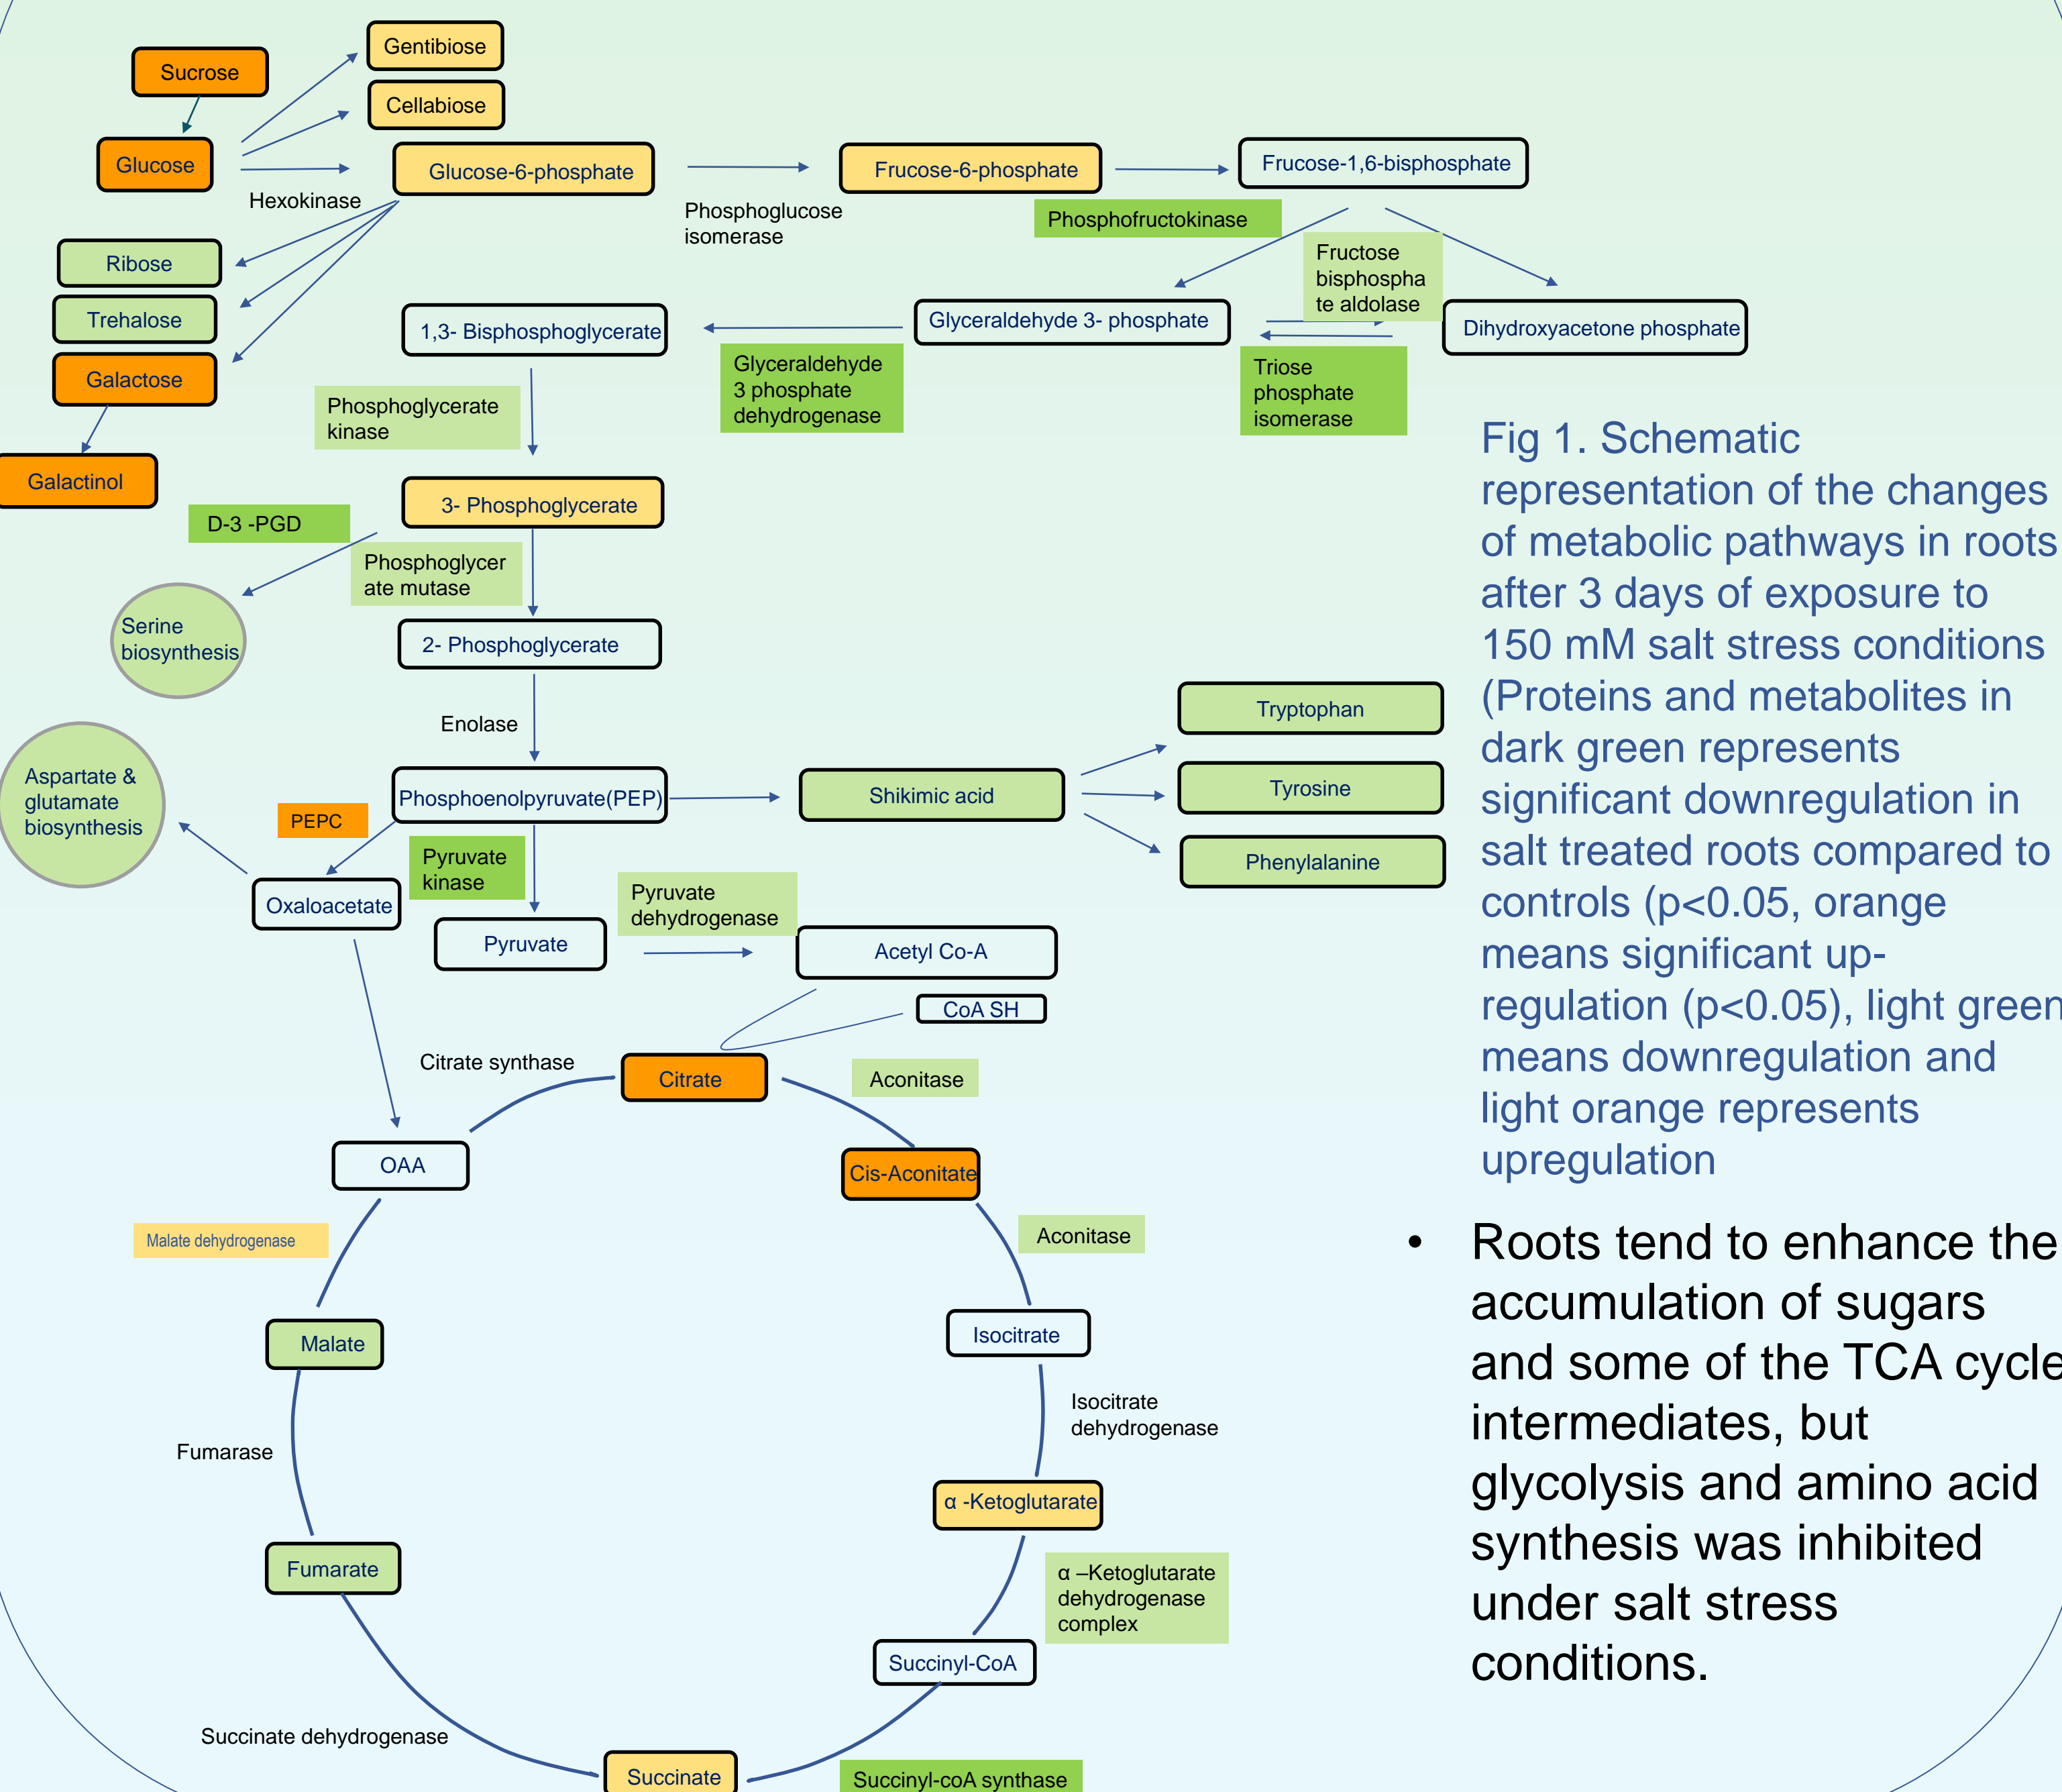 Gentibiose
Sucrose
Cellabiose
Glucose
Glucose-6-phosphate
Frucose-6-phosphate
Frucose-1,6-bisphosphate
Hexokinase
Phosphoglucose
isomerase
Phosphofructokinase
Ribose
Fructose
bisphospha
te aldolase
Trehalose
1,3- Bisphosphoglycerate
Glyceraldehyde 3- phosphate
Dihydroxyacetone phosphate
Galactose
Glyceraldehyde
3 phosphate
dehydrogenase
Triose
phosphate
isomerase
Phosphoglycerate
kinase
Galactinol
3- Phosphoglycerate
D-3 -PGD
Phosphoglycer
ate mutase
Serine
biosynthesis
2- Phosphoglycerate
Enolase
Tryptophan
Aspartate &
glutamate
biosynthesis
Phosphoenolpyruvate(PEP)
Shikimic acid
Tyrosine
PEPC
Pyruvate
kinase
Phenylalanine
Oxaloacetate
Pyruvate
dehydrogenase
Pyruvate
Acetyl Co-A
CoA SH
Citrate synthase
Citrate
Aconitase
OAA
Cis-Aconitate
Malate dehydrogenase
Aconitase
Malate
Isocitrate
Isocitrate
dehydrogenase
Fumarase
α -Ketoglutarate
Fumarate
α –Ketoglutarate
dehydrogenase
complex
Succinyl-CoA
Succinate dehydrogenase
Succinate
Succinyl-coA synthase
Fig 1. Schematic
representation of the changes
of metabolic pathways in roots
after 3 days of exposure to
150 mM salt stress conditions
(Proteins and metabolites in
dark green represents
significant downregulation in
salt treated roots compared to
controls (p<0.05, orange
means significant up-
regulation (p<0.05), light green
means downregulation and
light orange represents
upregulation
• Roots tend to enhance the
accumulation of sugars
and some of the TCA cycle
intermediates, but
glycolysis and amino acid
synthesis was inhibited
under salt stress
conditions.